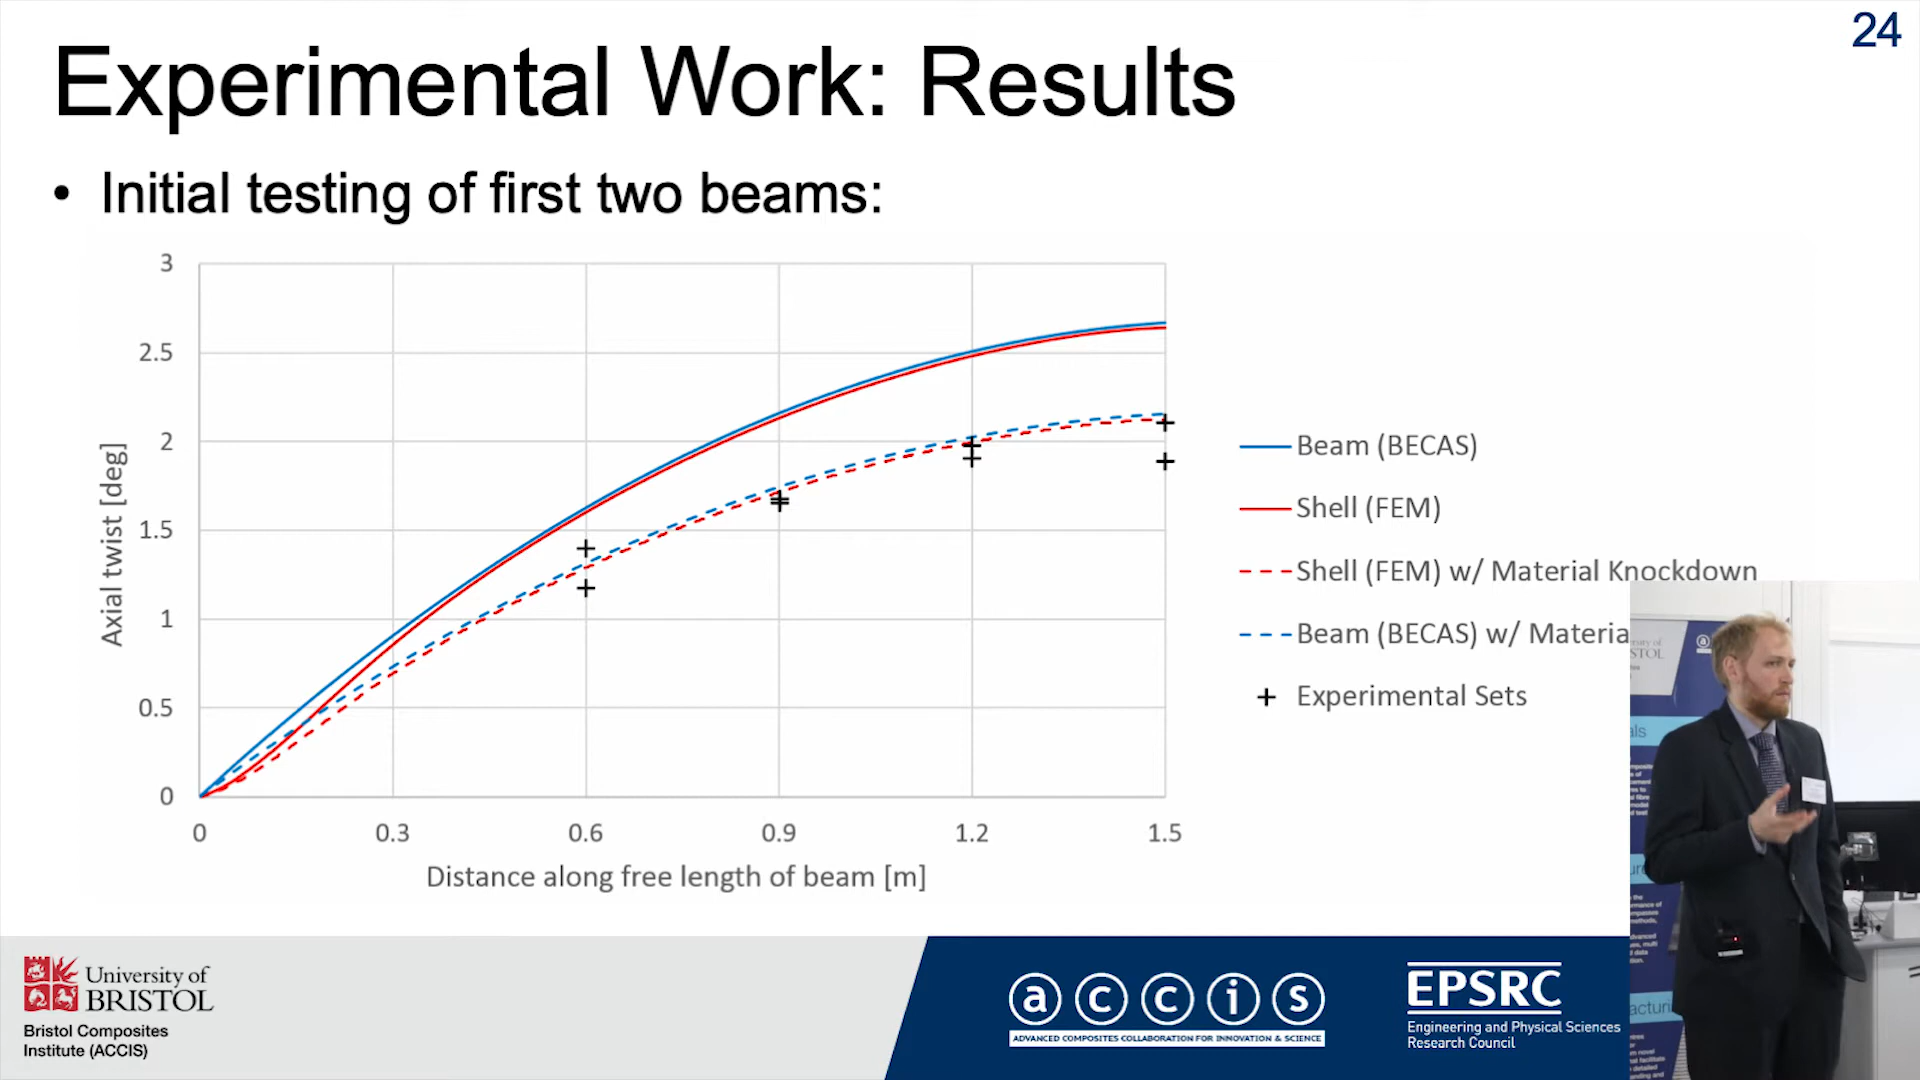 24
Experimental Work: Results
• Initial testing of first two beams:
3
2.5
2
1.5
1
0.5
0
Axial twist [deg]
0 0.3 0.6 0.9 1.2 1.5
Distance along free length of beam [m]
Beam (BECAS)
Shell (FEM)
Shell (FEM) w/ Material Knockdown
Beam (BECAS) w/ Materia
Experimental Sets
University of
BRISTOL
Bristol Composites
Institute (ACCIS)
accis
ADVANCED COMPOSITES COLLABORATION FOR INNOVATION & SCIENCE
EPSRC
Engineering and Physical Sciences
Research Council